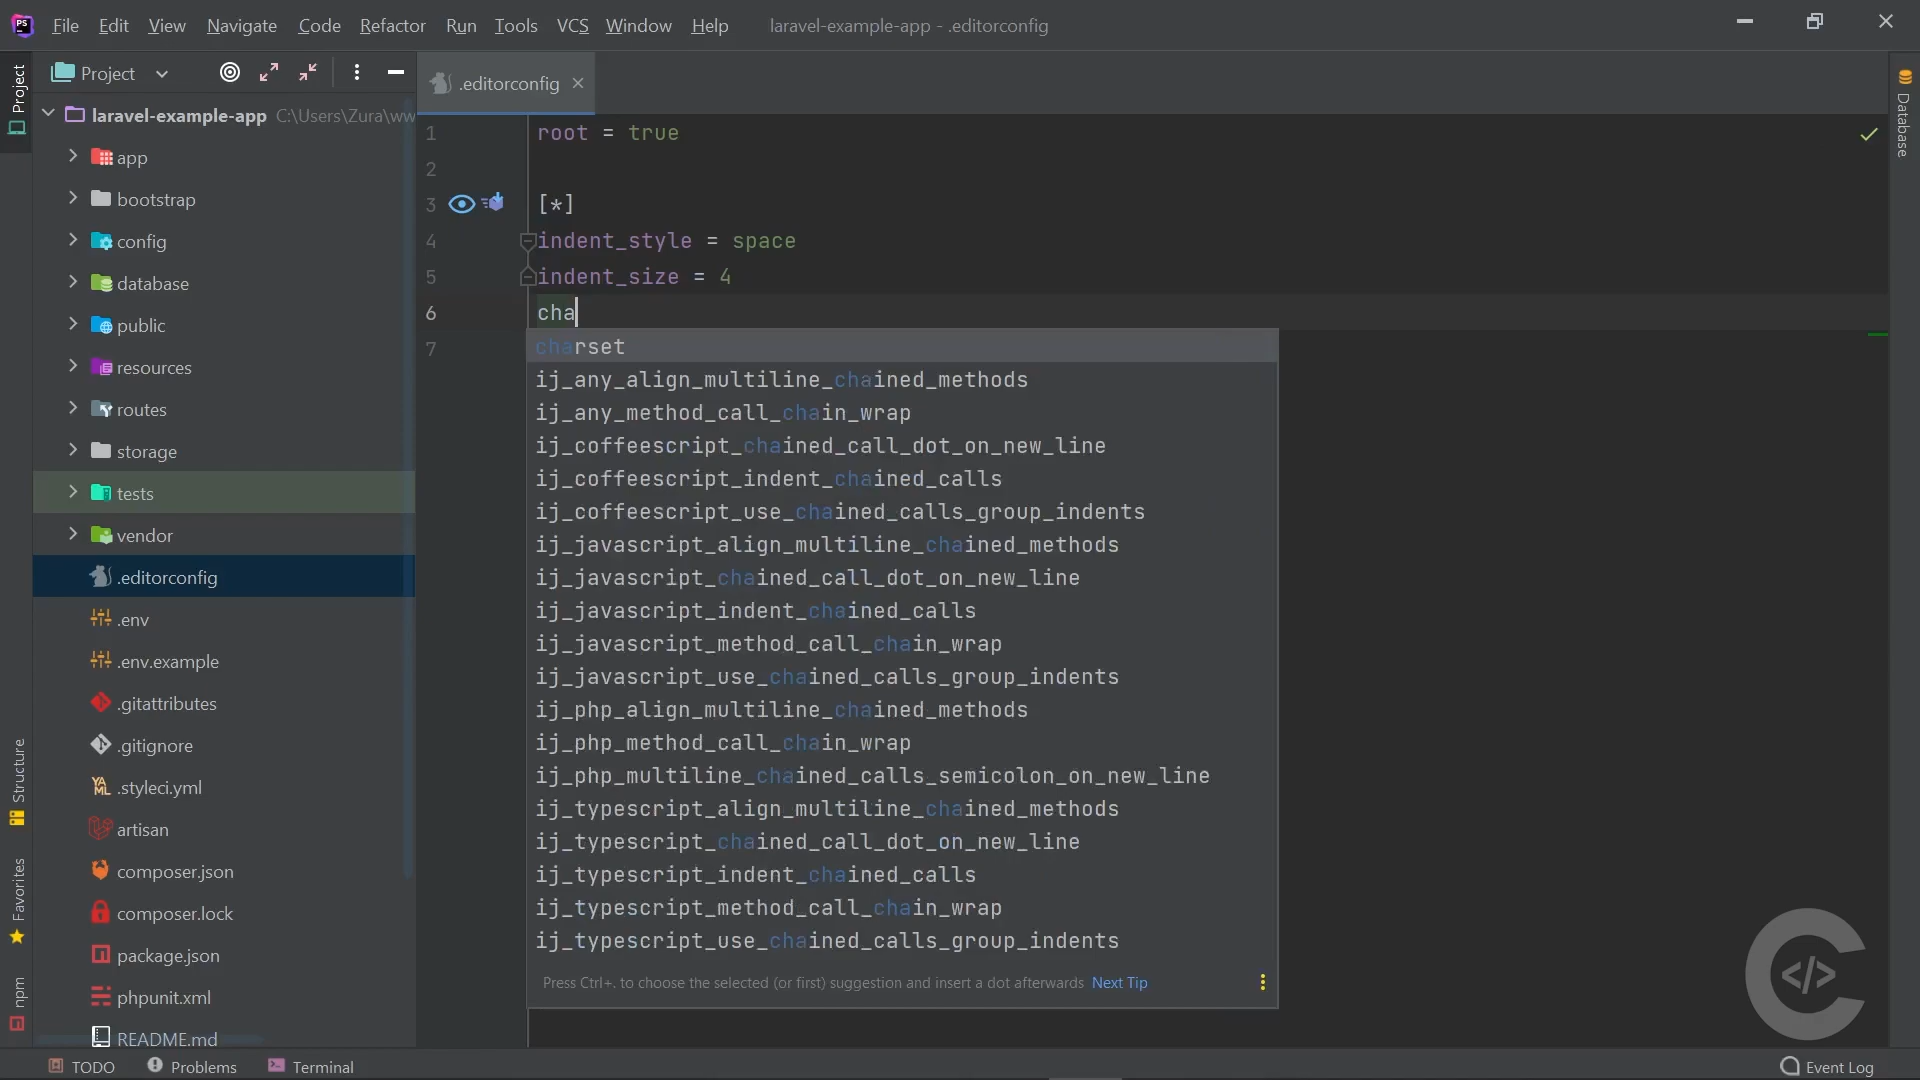 PS File Edit View Navigate Code Refactor Run Tools VCS Window Help laravel-example-app - .editorconfig
Project
Project
.editorconfig
laravel-example-app C:\Users\Zura\ww
app
bootstrap
config
database
public
resources
routes
storage
tests
vendor
.editorconfig
.env
.env.example
.gitattributes
.gitignore
YAML .styleci.yml
artisan
composer.json
composer.lock
package.json
phpunit.xml
README.md
Structure
Favorites
npm
1 root = true
2
3 [*]
4 indent_style = space
5 indent_size = 4
6 cha
7
charset
ij_any_align_multiline_chained_methods
ij_any_method_call_chain_wrap
ij_coffeescript_chained_call_dot_on_new_line
ij_coffeescript_indent_chained_calls
ij_coffeescript_use_chained_calls_group_indents
ij_javascript_align_multiline_chained_methods
ij_javascript_chained_call_dot_on_new_line
ij_javascript_indent_chained_calls
ij_javascript_method_call_chain_wrap
ij_javascript_use_chained_calls_group_indents
ij_php_align_multiline_chained_methods
ij_php_method_call_chain_wrap
ij_php_multiline_chained_calls_semicolon_on_new_line
ij_typescript_align_multiline_chained_methods
ij_typescript_chained_call_dot_on_new_line
ij_typescript_indent_chained_calls
ij_typescript_method_call_chain_wrap
ij_typescript_use_chained_calls_group_indents
Press Ctrl+. to choose the selected (or first) suggestion and insert a dot afterwards Next Tip
Database
</>
TODO Problems Terminal Event Log